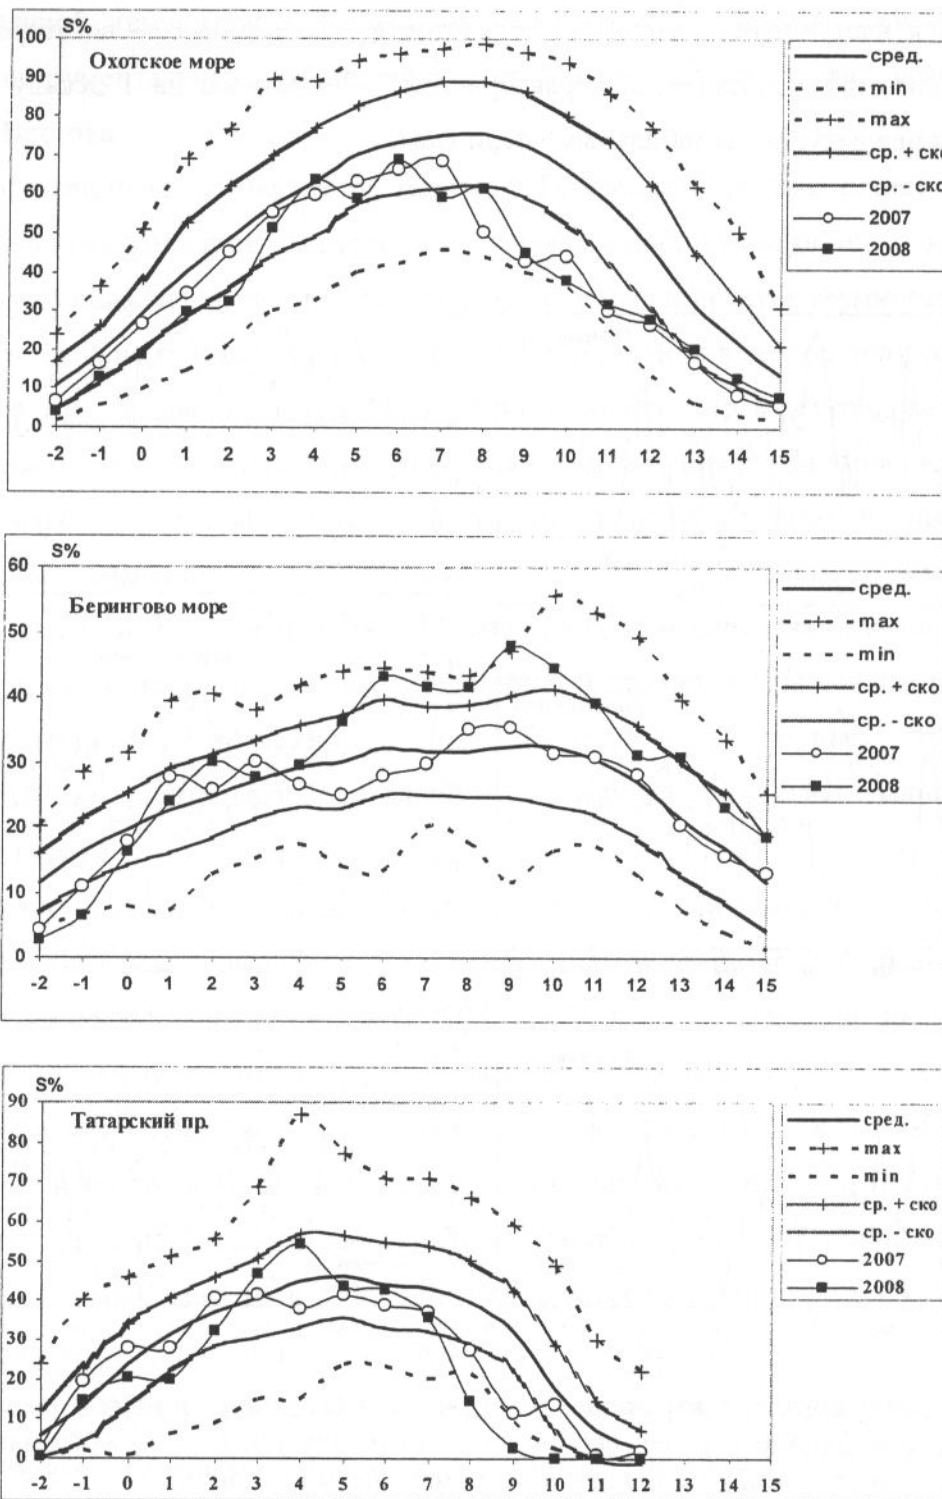 S%
Охотское море
100
90
80
70
60
50
40
30
20
10
0
-2 -1 0 1 2 3 4 5 6 7 8 9 10 11 12 13 14 15
сред.
min
max
ср. + ско
ср. - ско
2007
2008
S%
Берингово море
60
50
40
30
20
10
0
-2 -1 0 1 2 3 4 5 6 7 8 9 10 11 12 13 14 15
сред.
max
min
ср. + ско
ср. - ско
2007
2008
S%
Татарский пр.
90
80
70
60
50
40
30
20
10
0
-2 -1 0 1 2 3 4 5 6 7 8 9 10 11 12 13 14 15
сред.
max
min
ср. + ско
ср. - ско
2007
2008